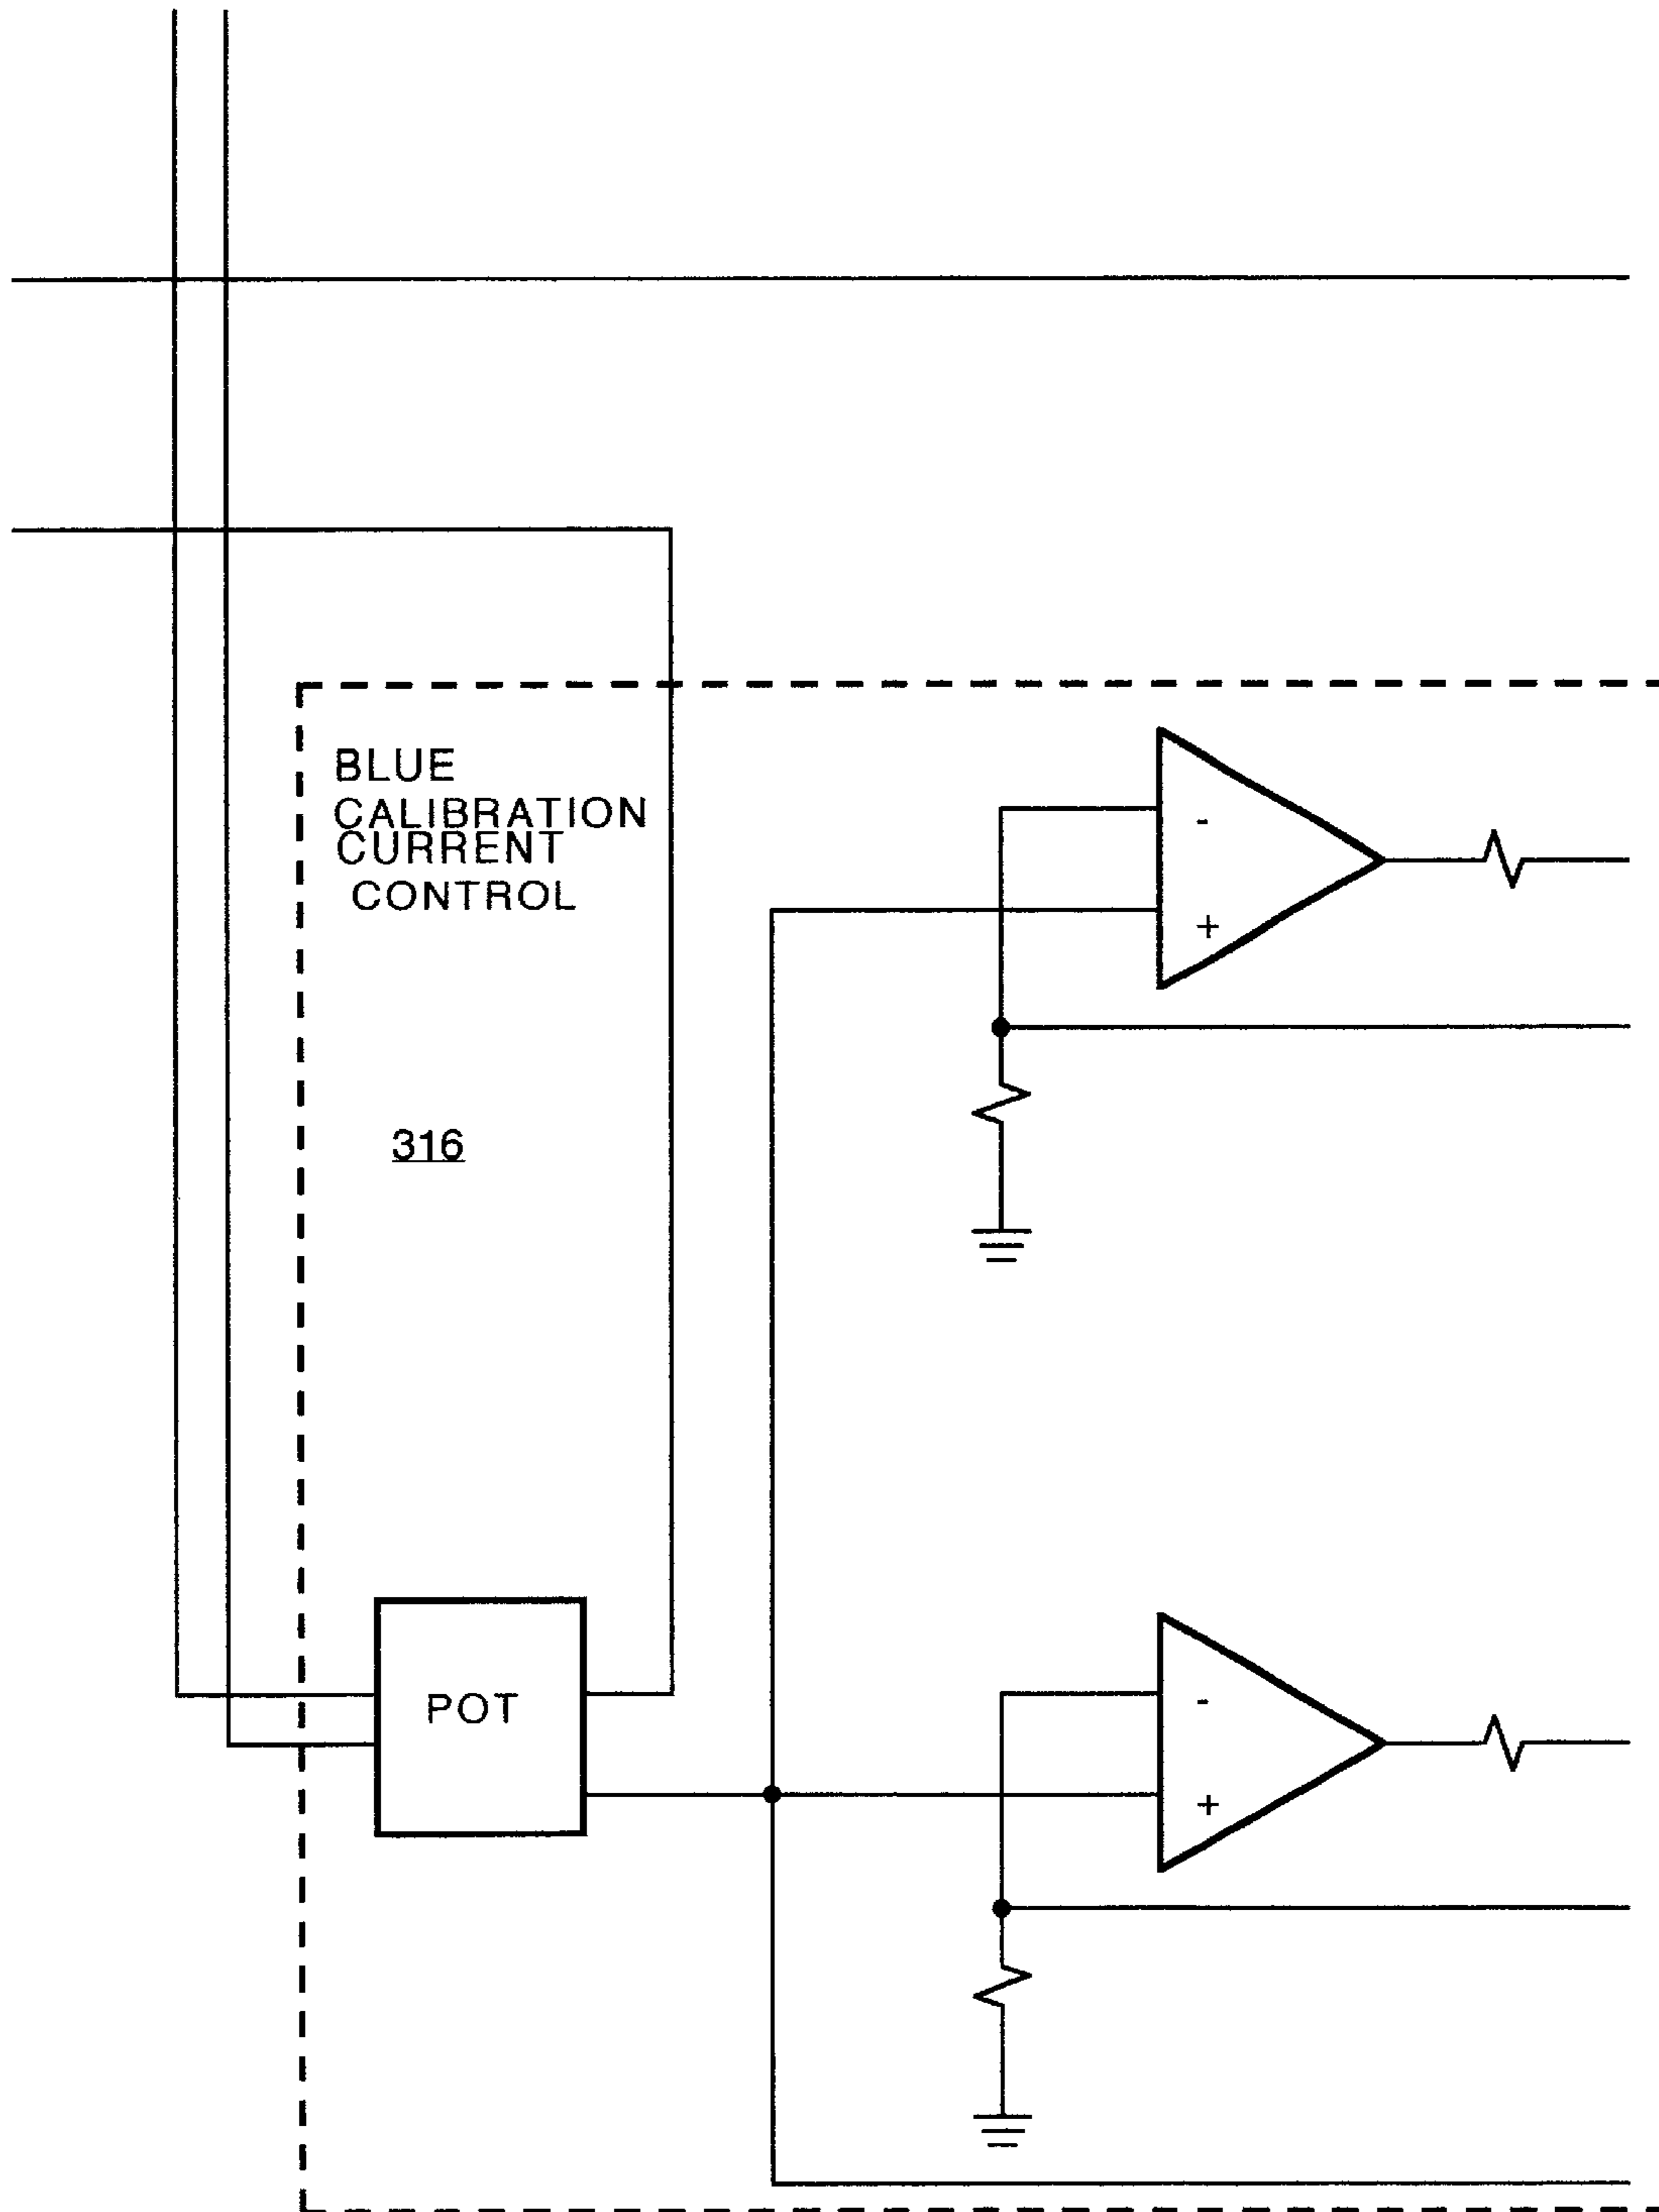 BLUE
CALIBRATION
CURRENT
CONTROL
-
+
316
POT
-
+